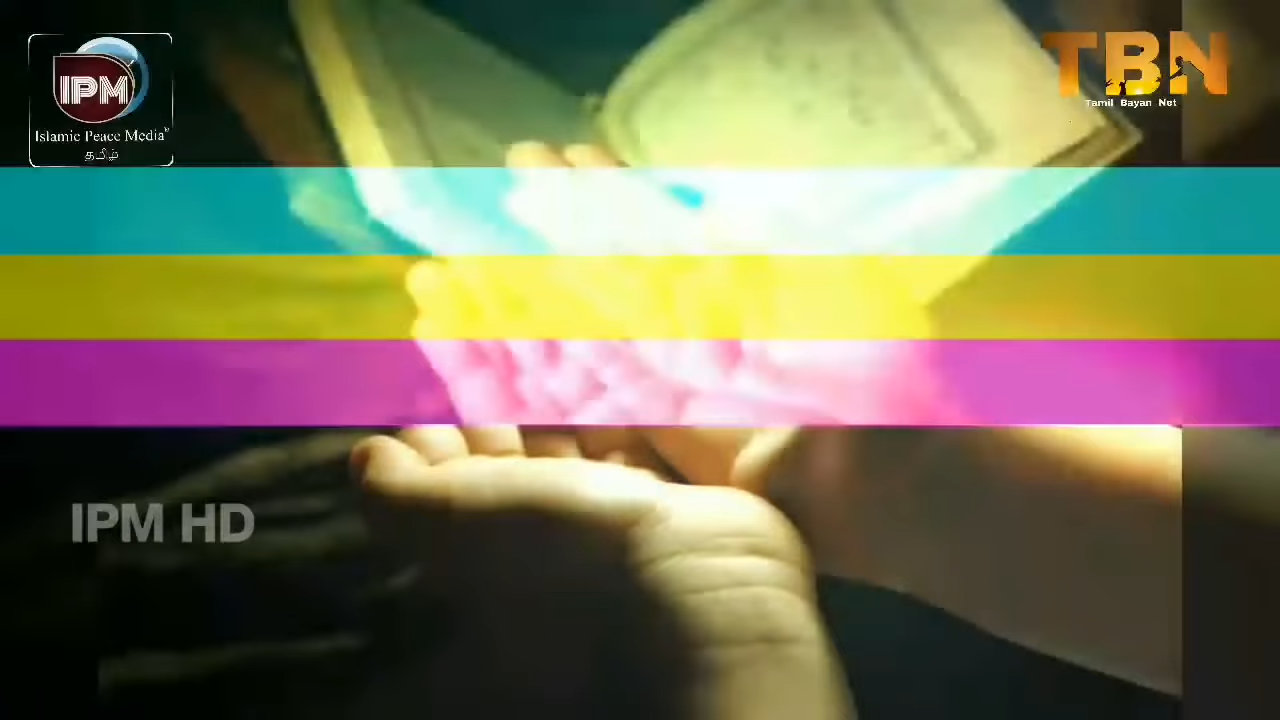 IPM
Islamic Peace Media
தமிழ்
TBN
Tamil Bayan Net
IPM HD